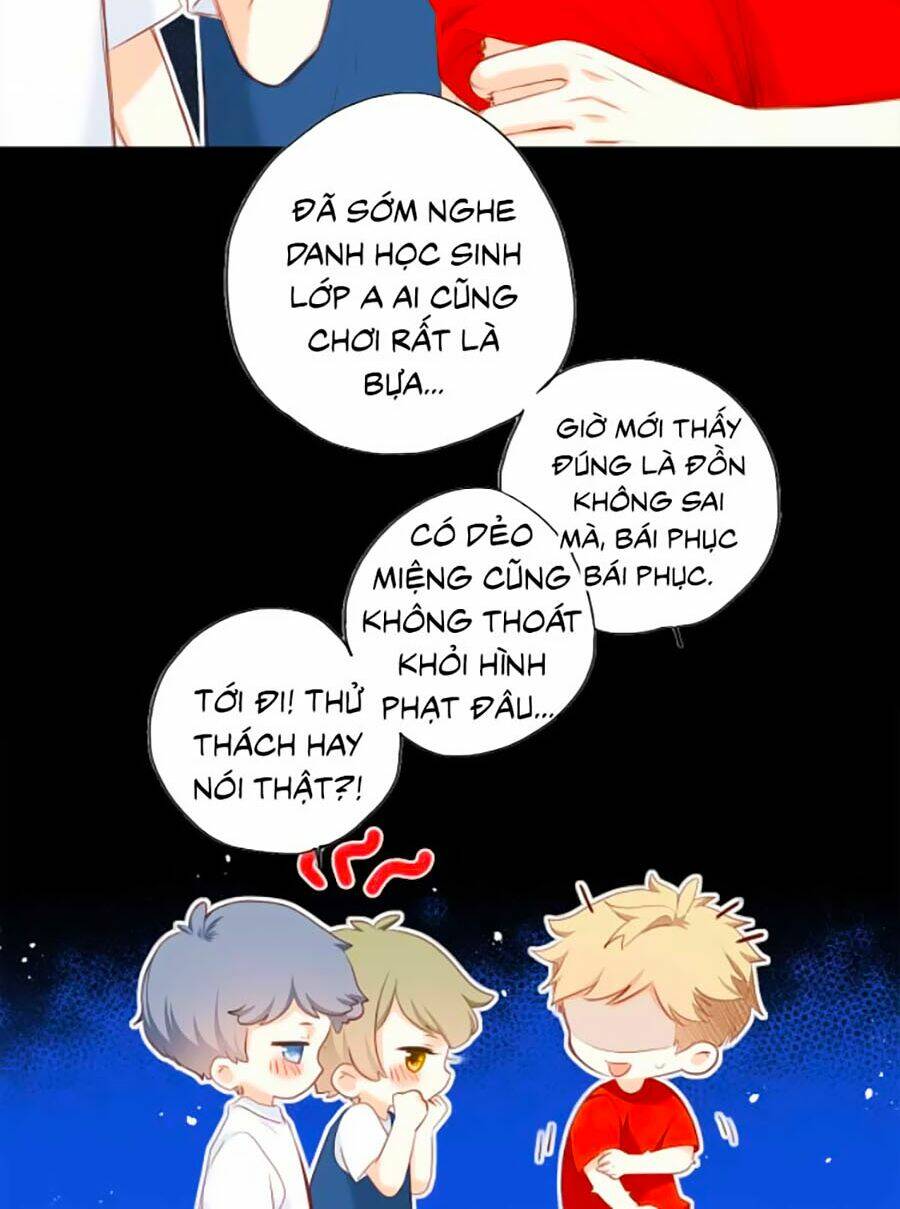 ĐÃ SỚM NGHE
DANH HỌC SINH
LỚP A AI CŨNG
CHƠI RẤT LÀ
BỰA...
GIỜ MỚI THẤY
ĐÚNG LÀ ĐỒN
KHÔNG SAI
MÀ, BÁI PHỤC
BÁI PHỤC.
CÓ DẺO
MIỆNG CŨNG
KHÔNG THOÁT
KHỎI HÌNH
PHẠT ĐÂU...
TỚI ĐI! THỬ
THÁCH HAY
NÓI THẬT?!